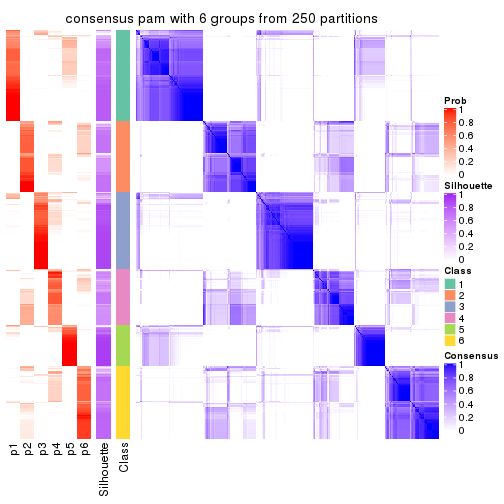 consensus pam with 6 groups from 250 partitions
Prob
1
0.8
0.6
0.4
0.2
0
Silhouette
1
0.8
0.6
0.4
0.2
0
Class
1
2
3
4
5
6
Consensus
1
0.8
0.6
0.4
0.2
0
p1
p2
p3
p4
p5
p6
Silhouette
Class